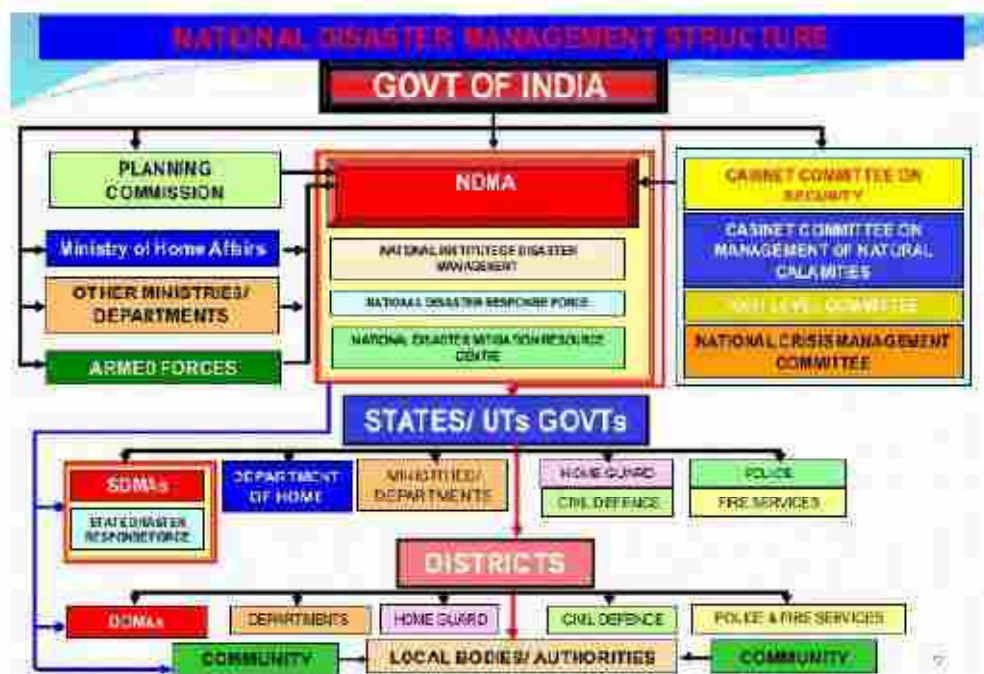 NATIONAL DISASTER MANAGEMENT STRUCTURE
GOVT OF INDIA
PLANNING
COMMISSION
Ministry of Home Affairs
OTHER MINISTRIES/
DEPARTMENTS
ARMED FORCES
NDMA
NATIONAL INSTITUTE OF DISASTER
MANAGEMENT
NATIONAL DISASTER RESPONSE FORCE
NATIONAL DISASTER MITIGATION RESOURCE
CENTRE
CABINET COMMITTEE ON
SECURITY
CABINET COMMITTEE ON
MANAGEMENT OF NATURAL
CALAMITIES
HIGH LEVEL COMMITTEE
NATIONAL CRISIS MANAGEMENT
COMMITTEE
STATES/ UTs GOVTs
SDMAs
STATE DISASTER
RESPONSE FORCE
DEPARTMENT
OF HOME
MINISTRIES/
DEPARTMENTS
HOME GUARD
CIVIL DEFENCE
POLICE
FIRE SERVICES
DISTRICTS
DDMAs
DEPARTMENTS
HOME GUARD
CIVIL DEFENCE
POLICE & FIRE SERVICES
COMMUNITY
LOCAL BODIES/ AUTHORITIES
COMMUNITY